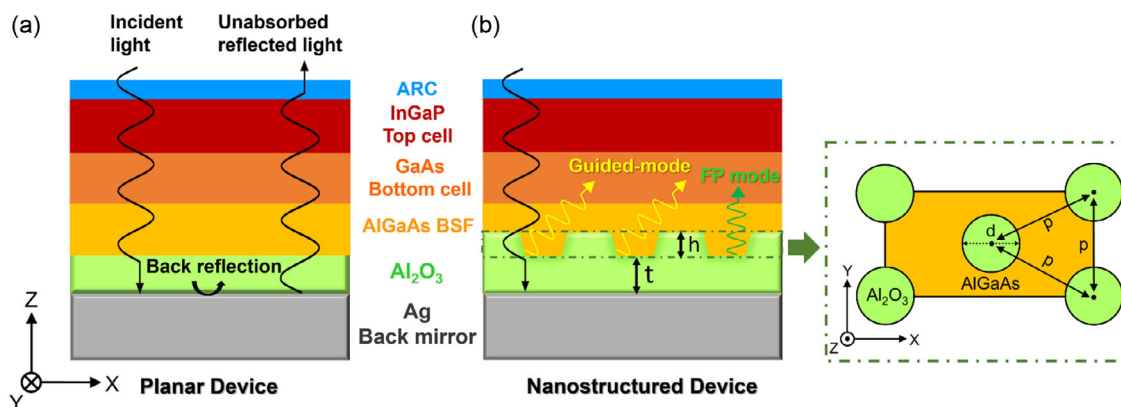 (a)
Incident
light
Unabsorbed
reflected light
(b)
ARC
InGaP
Top cell
GaAs
Bottom cell
AlGaAs BSF
Al₂O₃
Ag
Back mirror
Back reflection
Z
X
Y
Planar Device
Guided-mode
FP mode
h
t
Nanostructured Device
d
p
p
p
AlGaAs
Al₂O₃
Y
Z
X